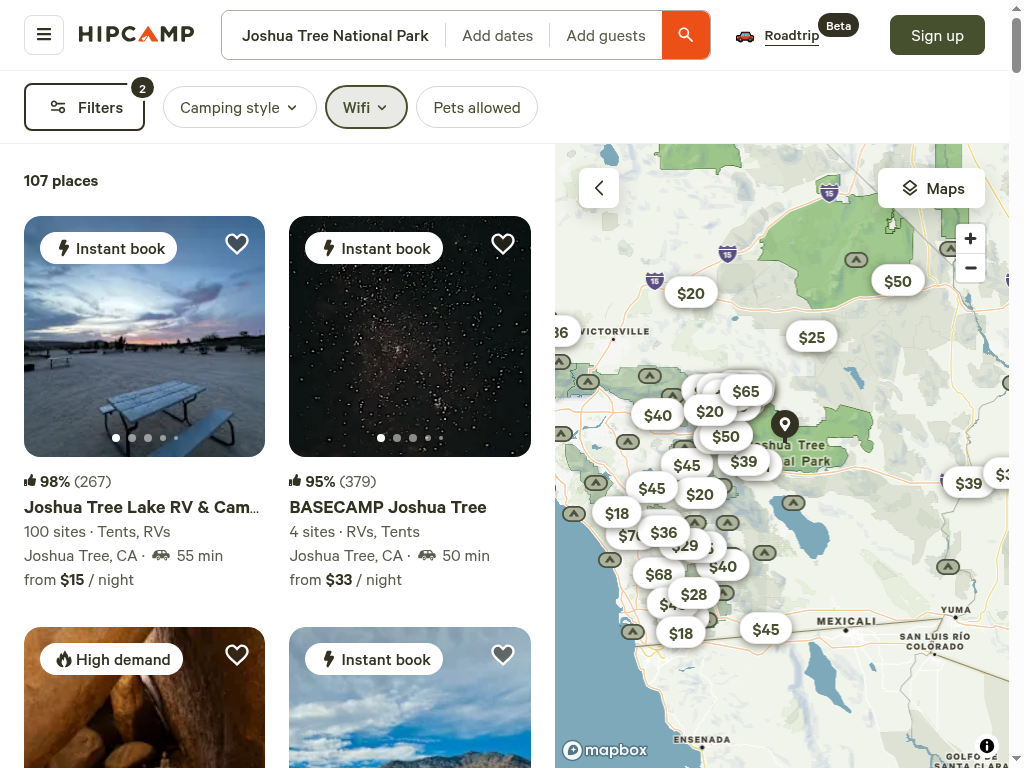 HIPCAMP
Joshua Tree National Park
Add dates
Add guests
Roadtrip
Beta
Sign up
Filters
2
Camping style
Wifi
Pets allowed
107 places
Instant book
98% (267)
Joshua Tree Lake RV & Cam...
100 sites · Tents, RVs
Joshua Tree, CA · 55 min
from $15 / night
Instant book
95% (379)
BASECAMP Joshua Tree
4 sites · RVs, Tents
Joshua Tree, CA · 50 min
from $33 / night
High demand
Instant book
Maps
+
−
15
15
15
$50
$20
VICTORVILLE
$25
$65
$40
$20
$50
Tree
Park
$45
$39
$39
$45
$20
$18
$36
$29
$40
$68
$28
$18
$45
YUMA
MEXICALI
SAN LUIS RÍO
COLORADO
ENSENADA
GOLFO DE
SANTA CLARA
mapbox